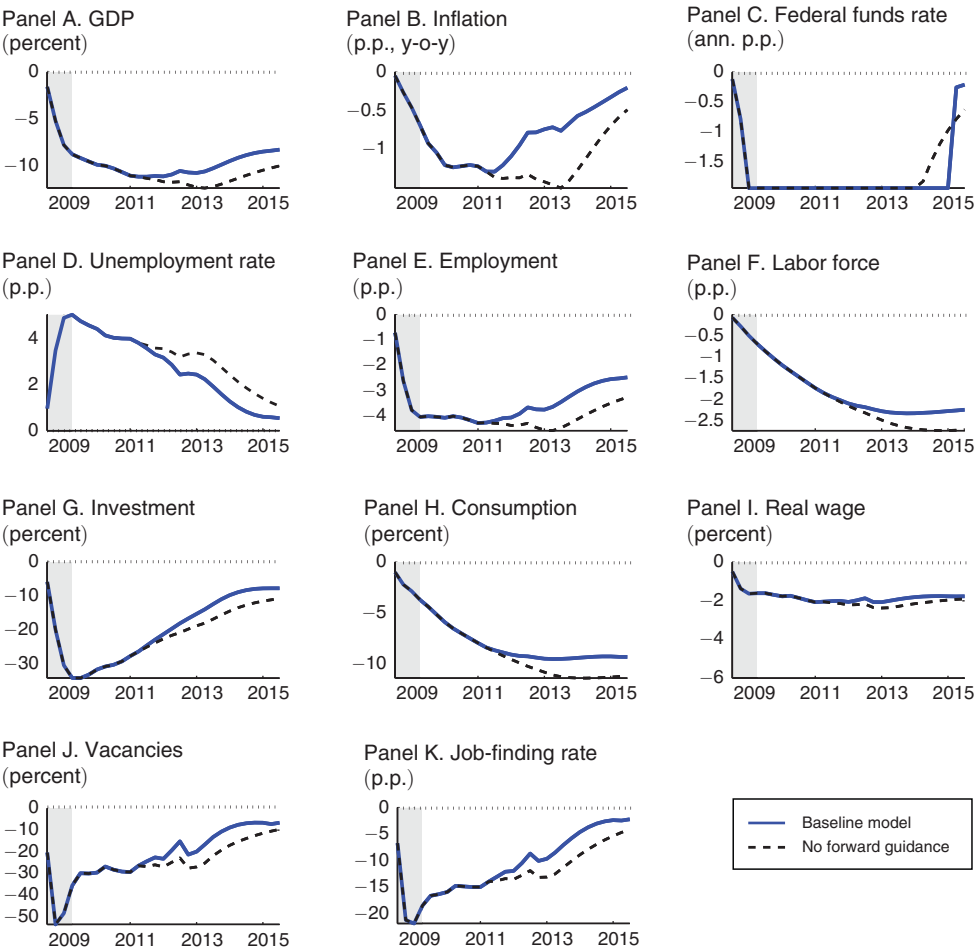 Panel A. GDP
(percent)
0
−5
−10
2009 2011 2013 2015
Panel B. Inflation
(p.p., y-o-y)
0
−0.5
−1
2009 2011 2013 2015
Panel C. Federal funds rate
(ann. p.p.)
0
−0.5
−1
−1.5
2009 2011 2013 2015
Panel D. Unemployment rate
(p.p.)
4
2
0
2009 2011 2013 2015
Panel E. Employment
(p.p.)
0
−1
−2
−3
−4
2009 2011 2013 2015
Panel F. Labor force
(p.p.)
0
−0.5
−1
−1.5
−2
−2.5
2009 2011 2013 2015
Panel G. Investment
(percent)
0
−10
−20
−30
2009 2011 2013 2015
Panel H. Consumption
(percent)
0
−5
−10
2009 2011 2013 2015
Panel I. Real wage
(percent)
0
−2
−4
−6
2009 2011 2013 2015
Panel J. Vacancies
(percent)
0
−10
−20
−30
−40
−50
2009 2011 2013 2015
Panel K. Job-finding rate
(p.p.)
0
−5
−10
−15
−20
2009 2011 2013 2015
Baseline model
No forward guidance